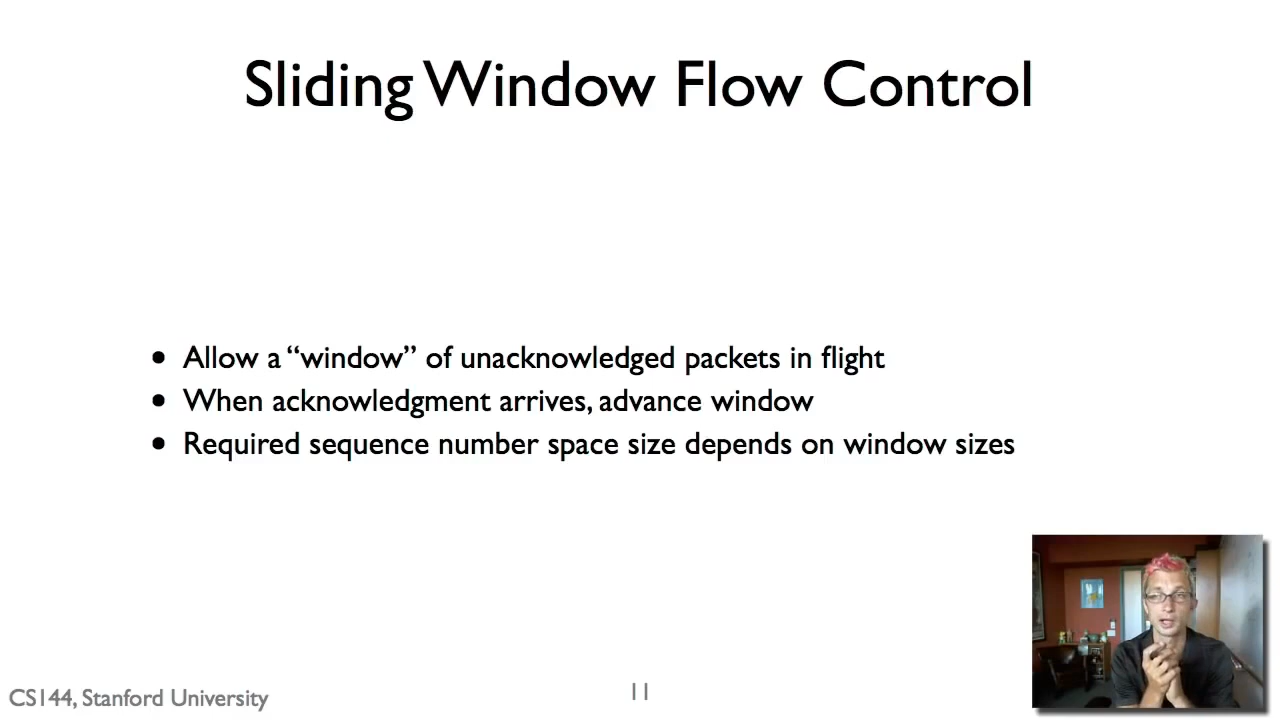 Sliding Window Flow Control
• Allow a “window” of unacknowledged packets in flight
• When acknowledgment arrives, advance window
• Required sequence number space size depends on window sizes
CS144, Stanford University
11